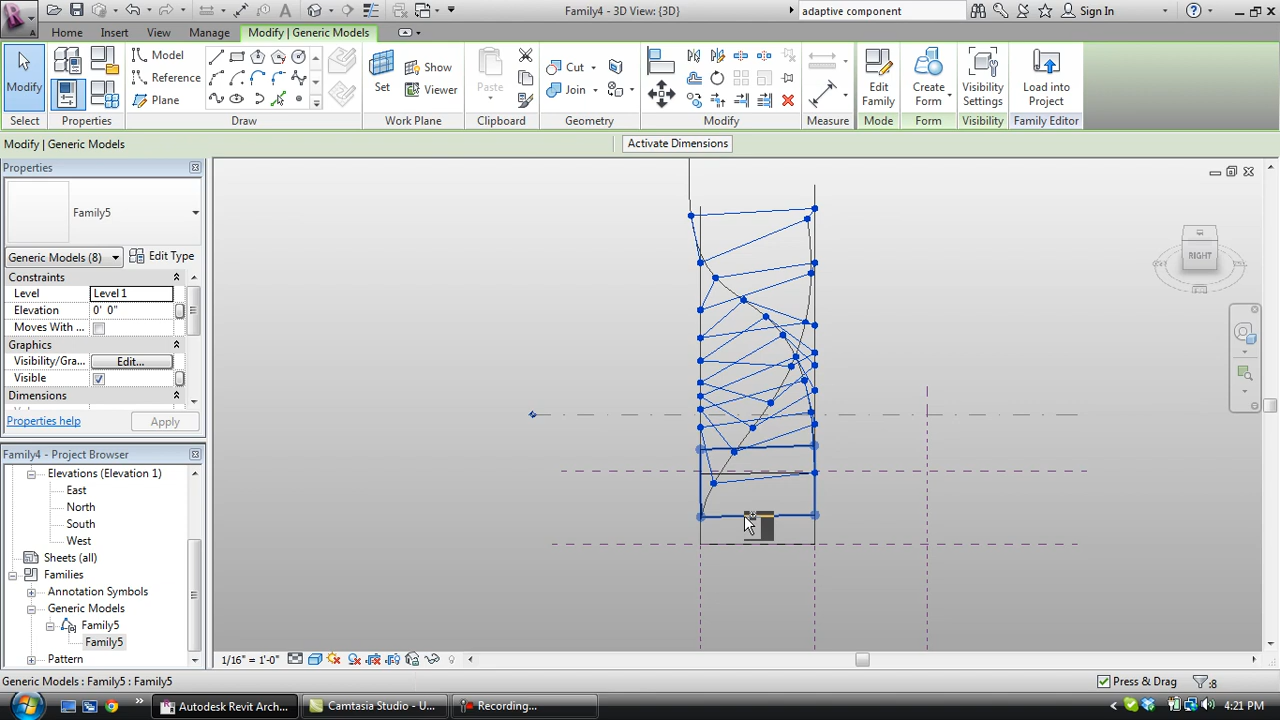 Family4 - 3D View: {3D}
adaptive component
Sign In
Home
Insert
View
Manage
Modify | Generic Models
Modify
Model
Reference
Plane
Set
Show
Viewer
Paste
Cut
Join
Edit Family
Create Form
Visibility Settings
Load into Project
Select
Properties
Draw
Work Plane
Clipboard
Geometry
Modify
Measure
Mode
Form
Visibility
Family Editor
Modify | Generic Models
Activate Dimensions
Properties
Family5
Generic Models (8)
Edit Type
Constraints
Level
Level 1
Elevation
0' 0"
Moves With ...
Graphics
Visibility/Gra...
Edit...
Visible
Dimensions
Properties help
Apply
Family4 - Project Browser
Elevations (Elevation 1)
East
North
South
West
Sheets (all)
Families
Annotation Symbols
Generic Models
Family5
Family5
Pattern
RIGHT
1/16" = 1'-0"
Generic Models : Family5 : Family5
Press & Drag
:8
Autodesk Revit Arch...
Camtasia Studio - U...
Recording...
4:21 PM